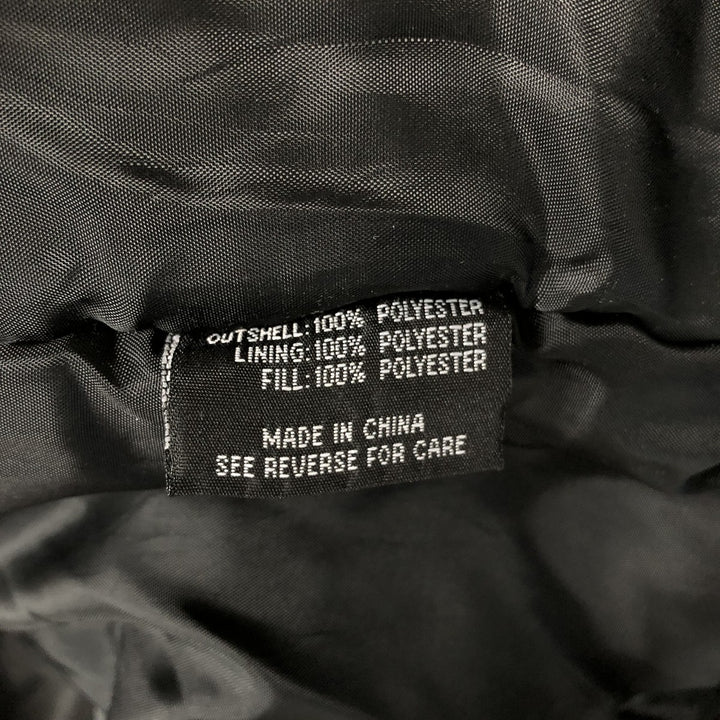 OUTSHELL: 100% POLYESTER
LINING: 100% POLYESTER
FILL: 100% POLYESTER
MADE IN CHINA
SEE REVERSE FOR CARE